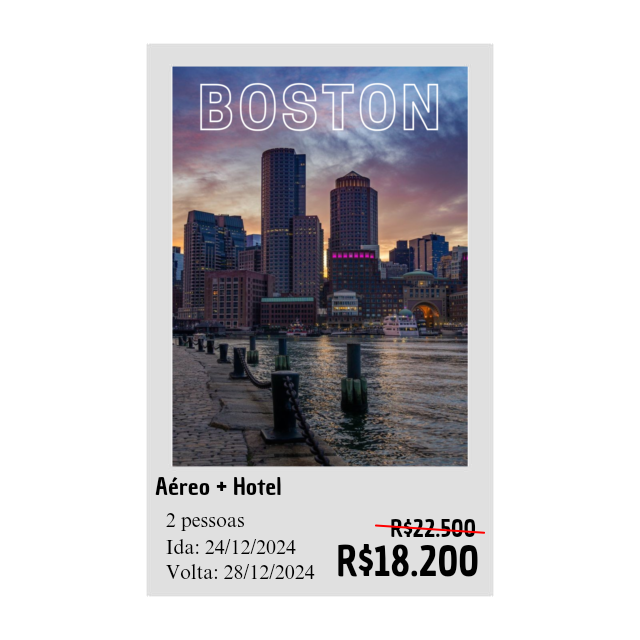 BOSTON
Aéreo + Hotel
2 pessoas
Ida: 24/12/2024
Volta: 28/12/2024
R$22.500
R$18.200